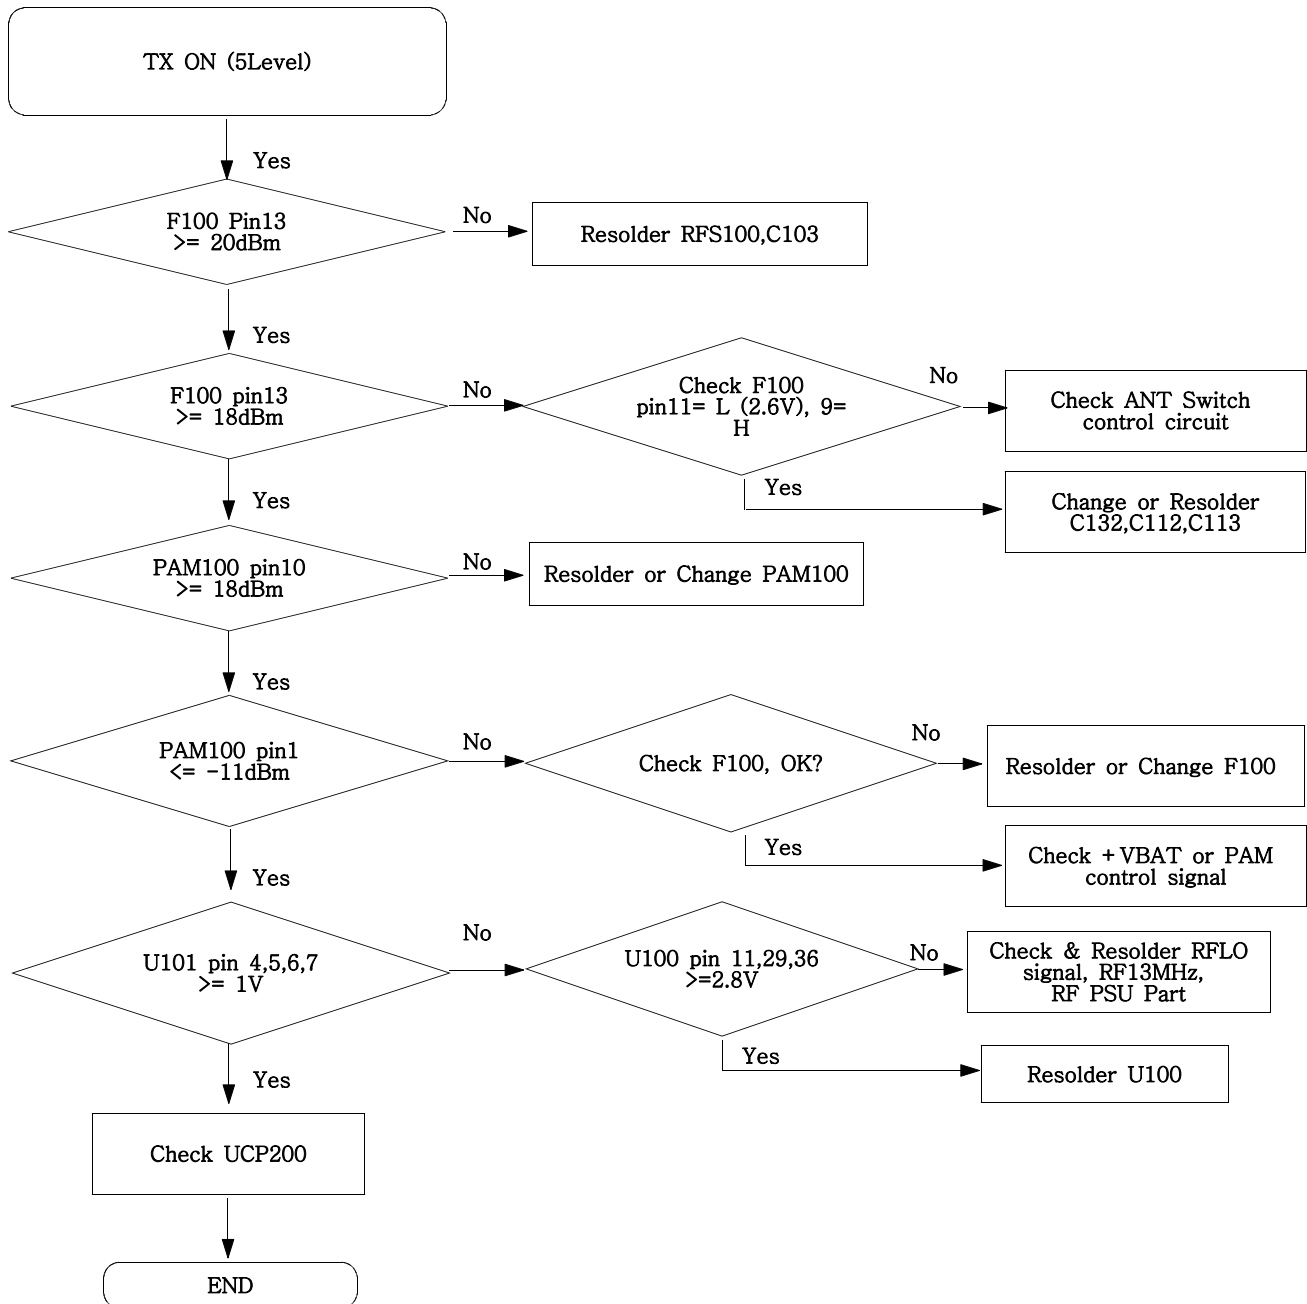 TX ON (5Level)
Yes
F100 Pin13
>= 20dBm
No
Resolder RFS100,C103
Yes
F100 pin13
>= 18dBm
No
Check F100
pin11= L (2.6V), 9=
H
No
Check ANT Switch
control circuit
Yes
Change or Resolder
C132,C112,C113
Yes
PAM100 pin10
>= 18dBm
No
Resolder or Change PAM100
Yes
PAM100 pin1
<= -11dBm
No
Check F100, OK?
No
Resolder or Change F100
Yes
Check +VBAT or PAM
control signal
Yes
U101 pin 4,5,6,7
>= 1V
No
U100 pin 11,29,36
>=2.8V
No
Check & Resolder RFLO
signal, RF13MHz,
RF PSU Part
Yes
Resolder U100
Yes
Check UCP200
END